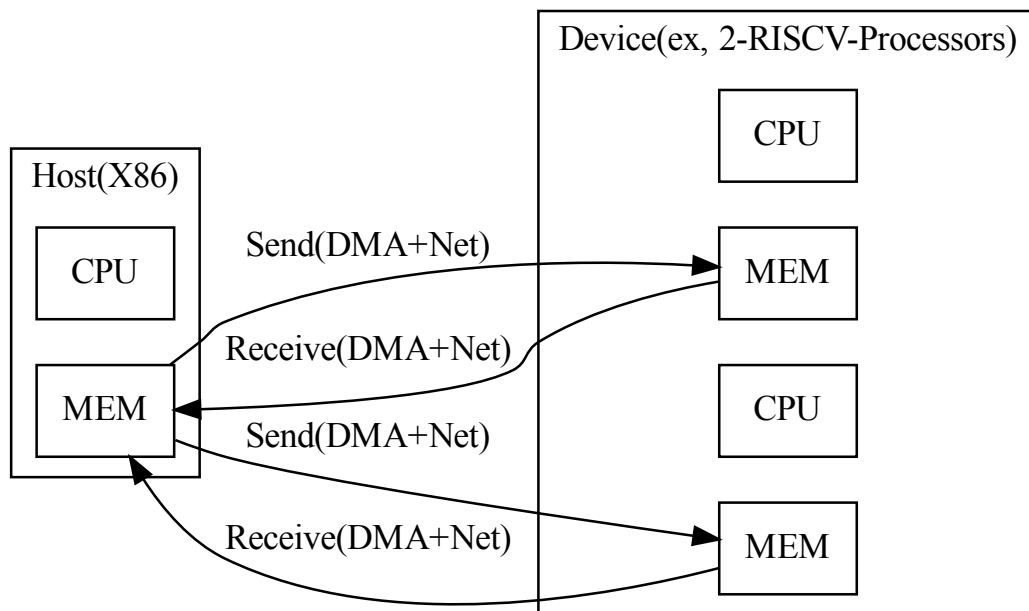 Device(ex, 2-RISCV-Processors)
CPU
Host(X86)
CPU
Send(DMA+Net)
MEM
Receive(DMA+Net)
MEM
CPU
Send(DMA+Net)
Receive(DMA+Net)
MEM